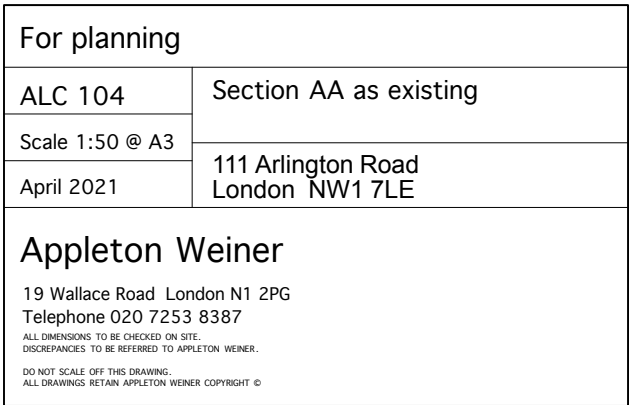 For planning
ALC 104
Section AA as existing
Scale 1:50 @ A3
April 2021
111 Arlington Road
London NW1 7LE
Appleton Weiner
19 Wallace Road London N1 2PG
Telephone 020 7253 8387
ALL DIMENSIONS TO BE CHECKED ON SITE.
DISCREPANCIES TO BE REFERRED TO APPLETON WEINER.
DO NOT SCALE OFF THIS DRAWING.
ALL DRAWINGS RETAIN APPLETON WEINER COPYRIGHT ©